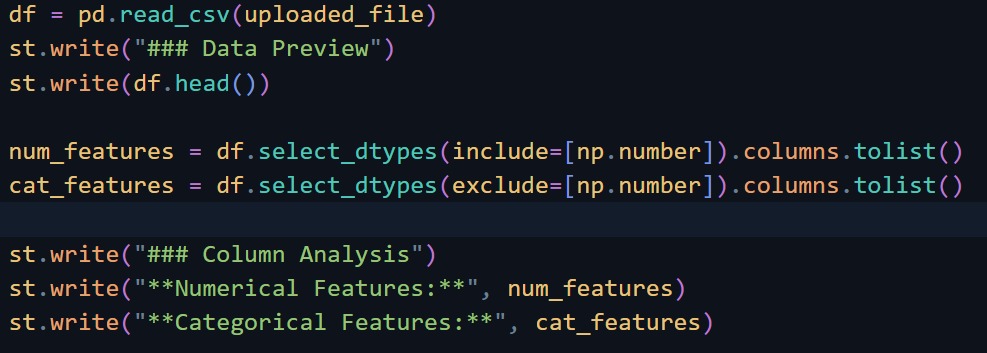 df = pd.read_csv(uploaded_file)
st.write("### Data Preview")
st.write(df.head())
num_features = df.select_dtypes(include=[np.number]).columns.tolist()
cat_features = df.select_dtypes(exclude=[np.number]).columns.tolist()
st.write("### Column Analysis")
st.write("**Numerical Features:**", num_features)
st.write("**Categorical Features:**", cat_features)